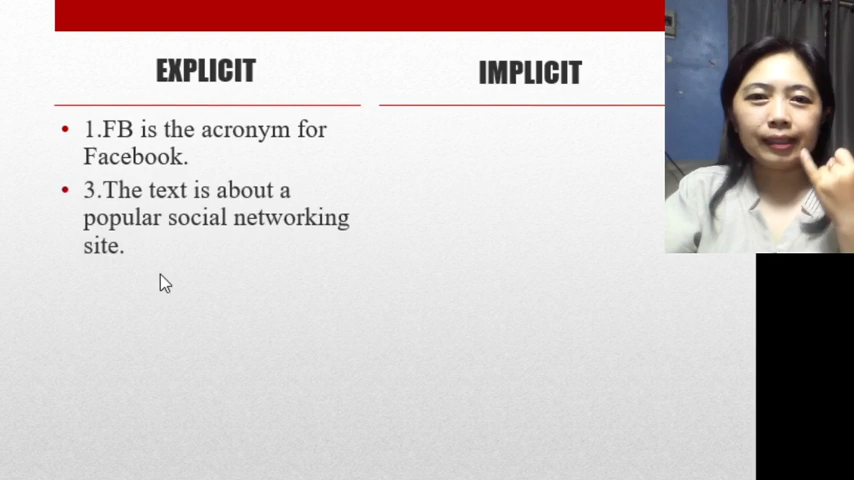 EXPLICIT
IMPLICIT
1.FB is the acronym for
Facebook.
3.The text is about a
popular social networking
site.